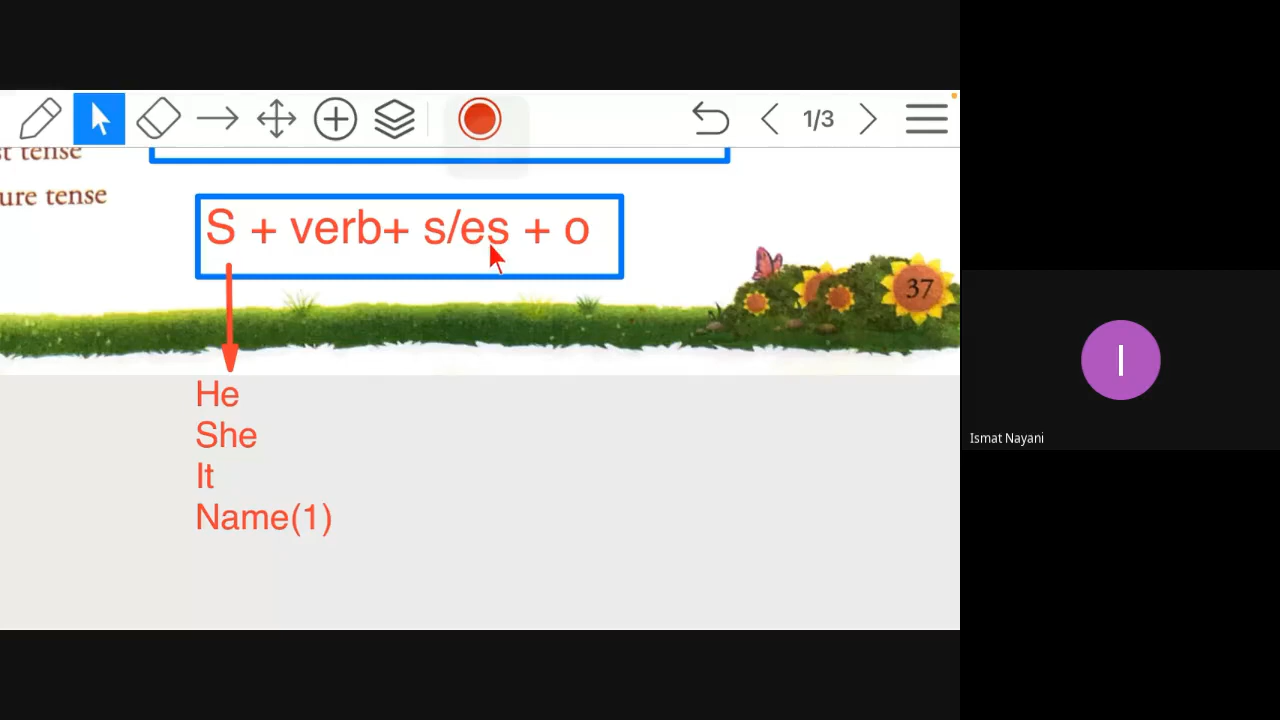 1/3
st tense
ure tense
S + verb+ s/es + o
37
He
She
It
Name(1)
I
Ismat Nayani